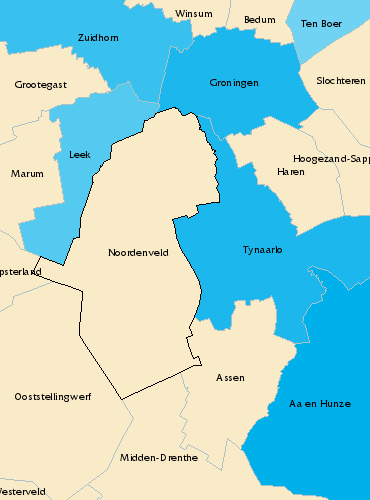 Winsum
Bedum
Ten Boer
Zuidhorn
Grootegast
Groningen
Slochteren
Leek
Hoogezand-Sapp
Marum
Haren
Noordenveld
Tynaarlo
psterland
Assen
Ooststellingwerf
Aa en Hunze
Midden-Drenthe
Westerveld